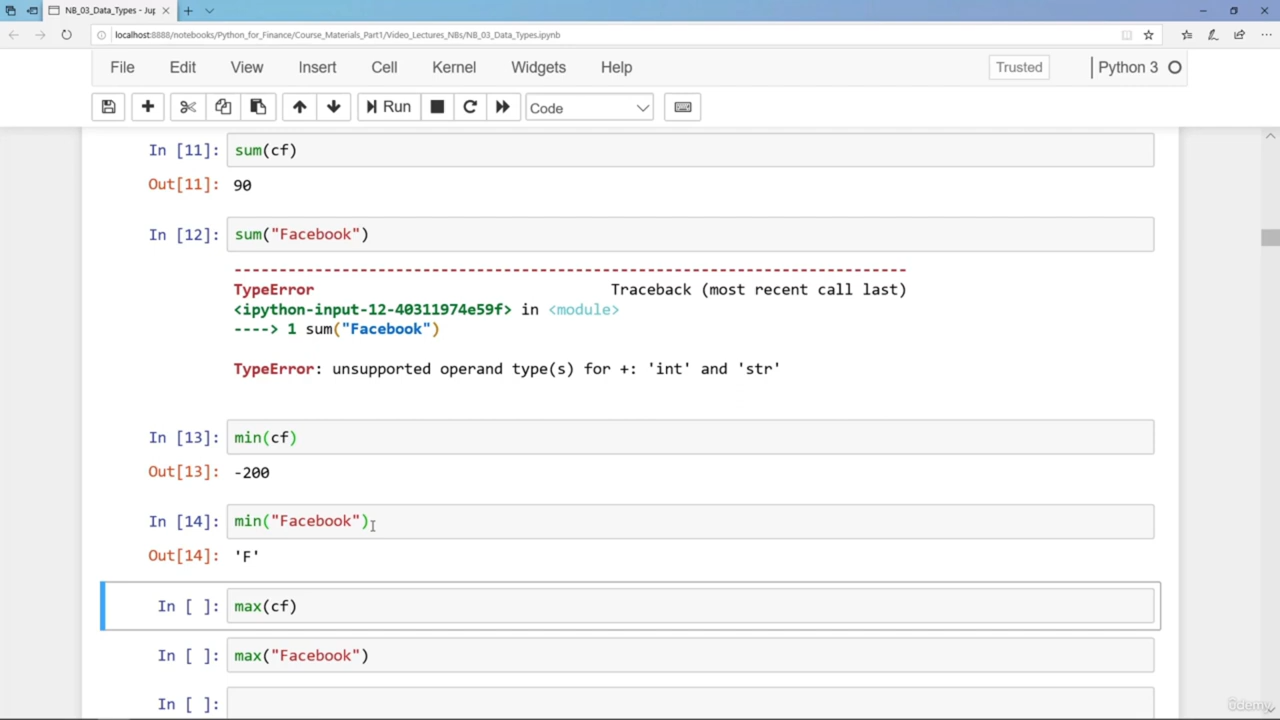 NB_03_Data_Types - Jup
localhost:8888/notebooks/Python_for_Finance/Course_Materials_Part1/Video_Lectures_NBs/NB_03_Data_Types.ipynb
File Edit View Insert Cell Kernel Widgets Help Trusted Python 3
Run Code
In [11]: sum(cf)
Out[11]: 90
In [12]: sum("Facebook")
---------------------------------------------------------------------------
TypeError Traceback (most recent call last)
<ipython-input-12-40311974e59f> in <module>
----> 1 sum("Facebook")
TypeError: unsupported operand type(s) for +: 'int' and 'str'
In [13]: min(cf)
Out[13]: -200
In [14]: min("Facebook")
Out[14]: 'F'
In [ ]: max(cf)
In [ ]: max("Facebook")
In [ ]:
ûdemy